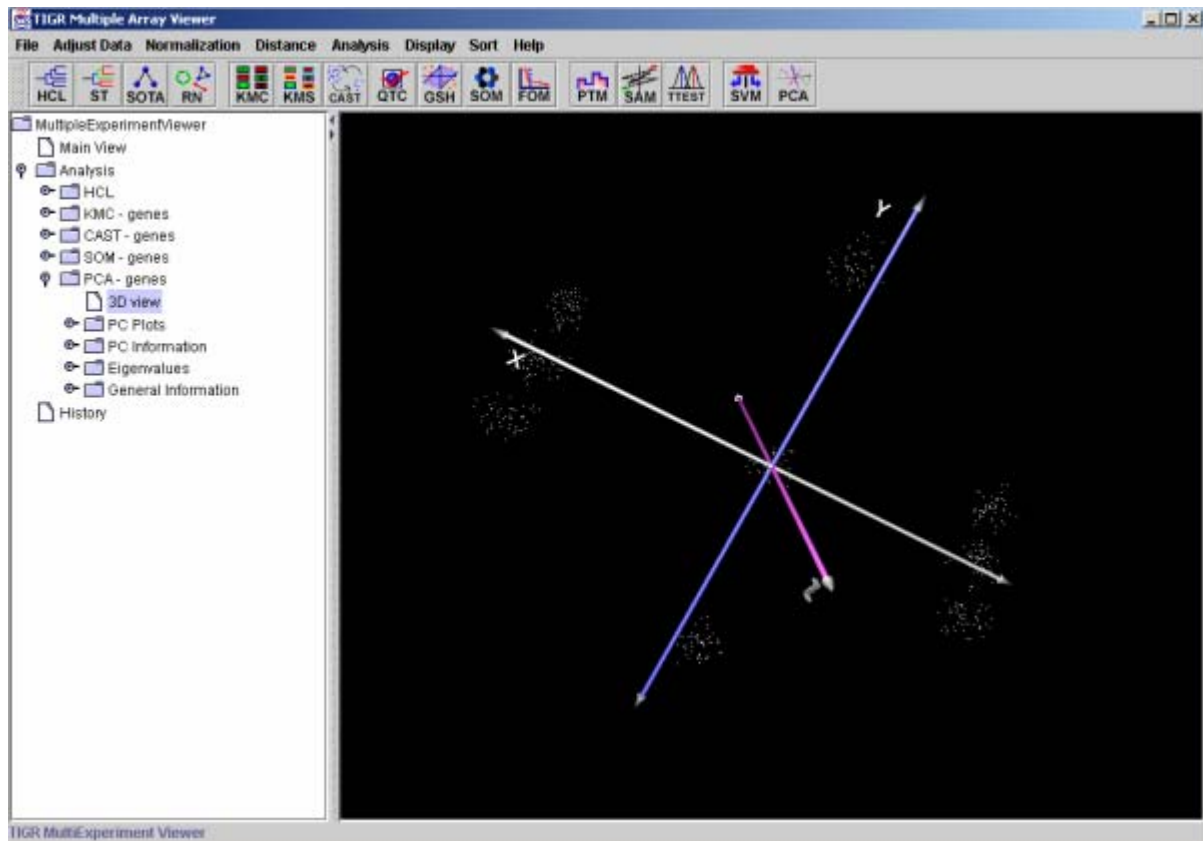 TIGR Multiple Array Viewer
File Adjust Data Normalization Distance Analysis Display Sort Help
HCL ST SOTA RN KMC KMS CAST QTC GSH SOM FOM PTM SAM TTEST SVM PCA
MultipleExperimentViewer
Main View
Analysis
HCL
KMC - genes
CAST - genes
SOM - genes
PCA - genes
3D view
PC Plots
PC Information
Eigenvalues
General Information
History
Y
X
Z
TIGR MultiExperiment Viewer